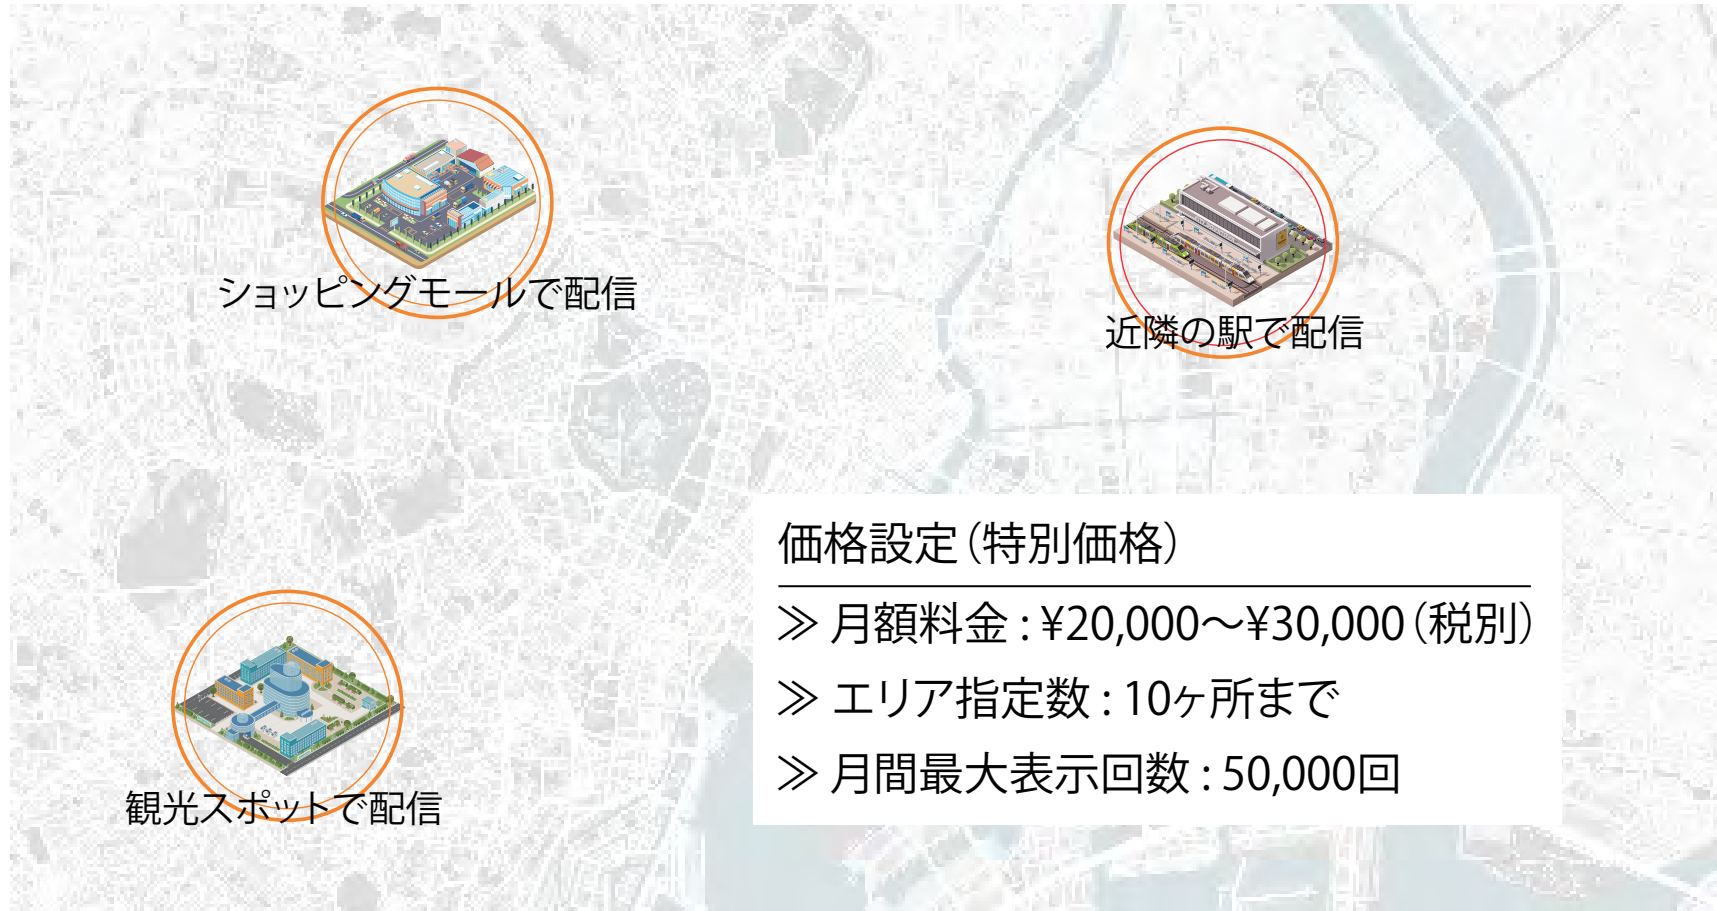 ショッピングモールで配信
近隣の駅で配信
価格設定（特別価格）
≫ 月額料金 : ¥20,000～¥30,000（税別）
≫ エリア指定数 : 10ヶ所まで
≫ 月間最大表示回数 : 50,000回
観光スポットで配信